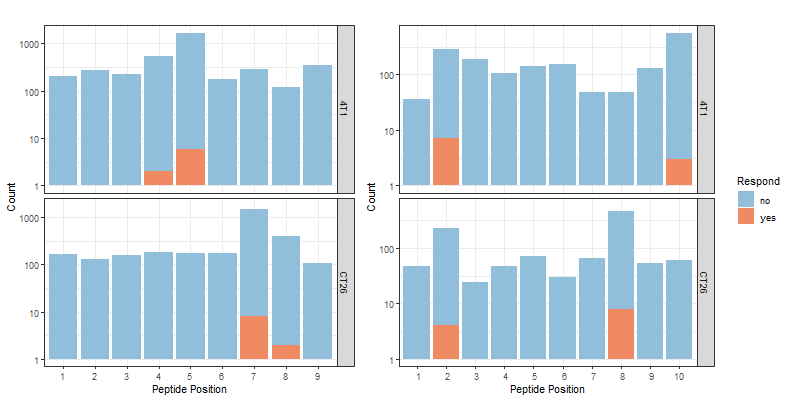 Count
1000
100
10
1
4T1
1000
100
10
1
CT26
1 2 3 4 5 6 7 8 9
Peptide Position
Count
100
10
1
4T1
100
10
1
CT26
1 2 3 4 5 6 7 8 9 10
Peptide Position
Respond
no
yes